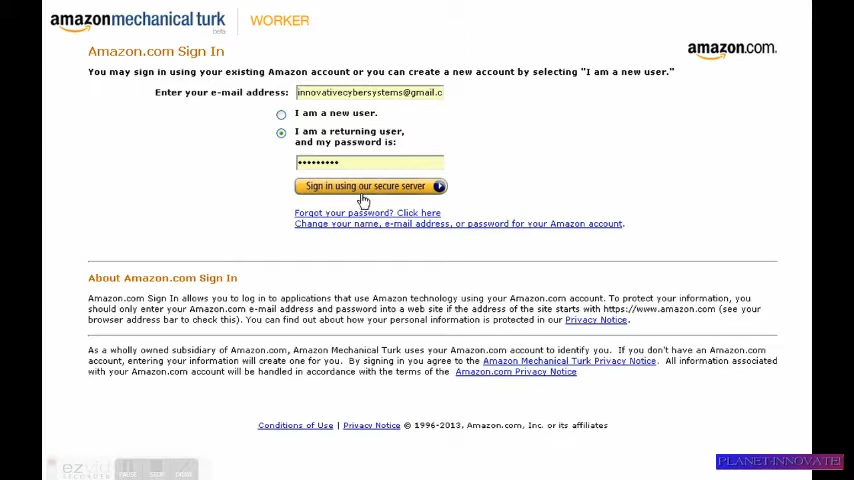 amazonmechanical turk
beta
WORKER
Amazon.com Sign In
amazon.com.
You may sign in using your existing Amazon account or you can create a new account by selecting "I am a new user."
Enter your e-mail address: innovativecybersystems@gmail.c
I am a new user.
I am a returning user,
and my password is:
•••••••••
Sign in using our secure server
Forgot your password? Click here
Change your name, e-mail address, or password for your Amazon account.
About Amazon.com Sign In
Amazon.com Sign In allows you to log in to applications that use Amazon technology using your Amazon.com account. To protect your information, you
should only enter your Amazon.com e-mail address and password into a web site if the address of the site starts with https://www.amazon.com (see your
browser address bar to check this). You can find out about how your personal information is protected in our Privacy Notice.
As a wholly owned subsidiary of Amazon.com, Amazon Mechanical Turk uses your Amazon.com account to identify you. If you don't have an Amazon.com
account, entering your information will create one for you. By signing in you agree to the Amazon Mechanical Turk Privacy Notice. All information associated
with your Amazon.com account will be handled in accordance with the terms of the Amazon.com Privacy Notice
Conditions of Use | Privacy Notice © 1996-2013, Amazon.com, Inc. or its affiliates
ezvid
RECORDER
PAUSE STOP DRAW
PLANET-INNOVATE!